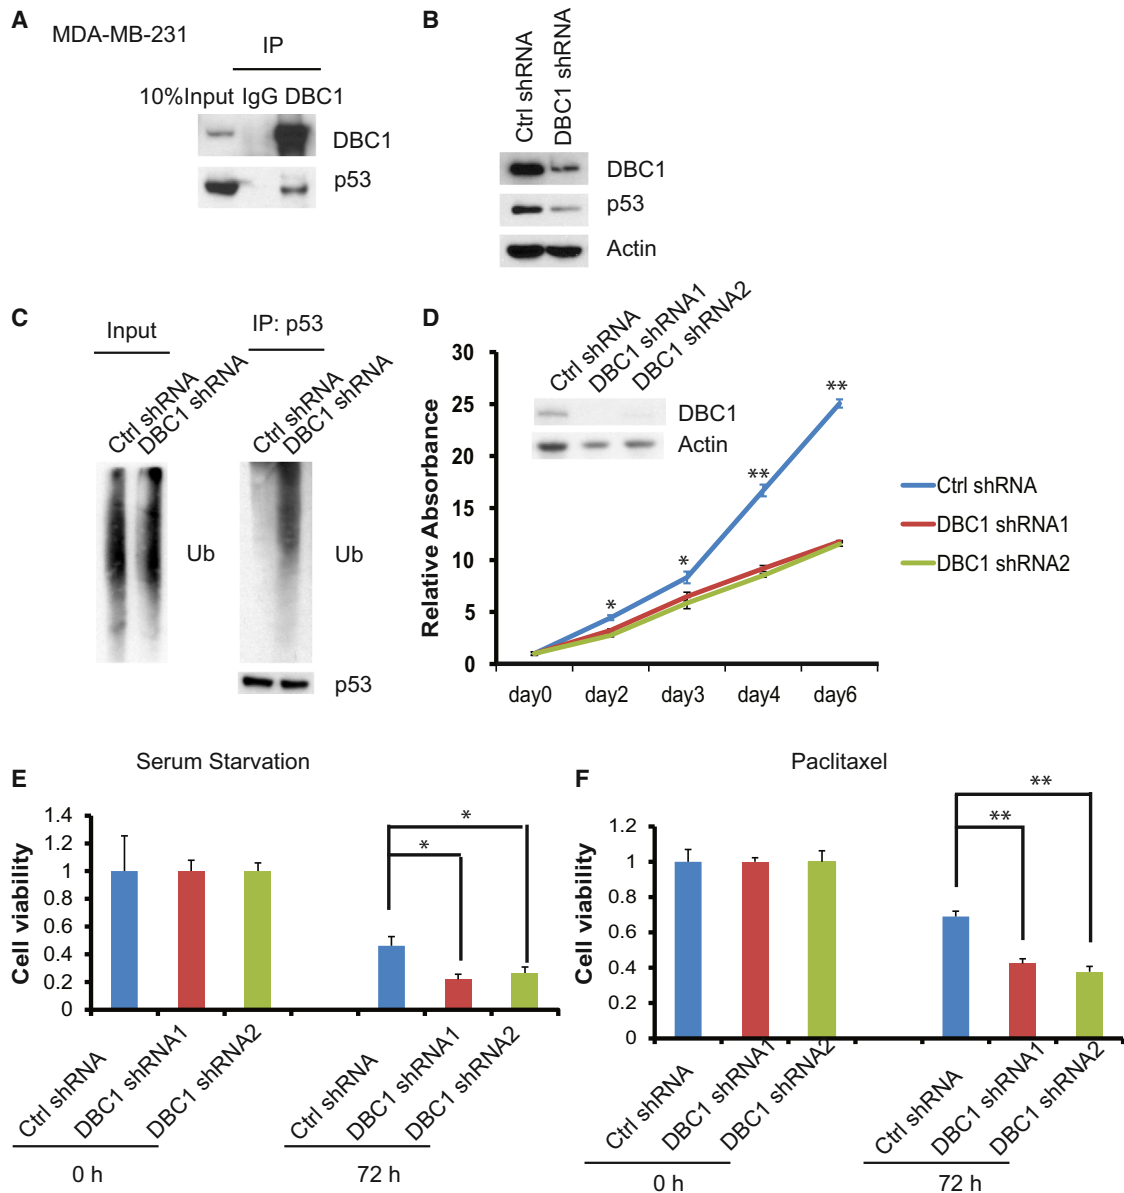 A
MDA-MB-231
IP
10%Input IgG DBC1
DBC1
p53
B
Ctrl shRNA
DBC1 shRNA
DBC1
p53
Actin
C
Input
IP: p53
Ctrl shRNA
DBC1 shRNA
Ctrl shRNA
DBC1 shRNA
Ub
Ub
p53
D
Ctrl shRNA
DBC1 shRNA1
DBC1 shRNA2
DBC1
Actin
Relative Absorbance
30
25
20
15
10
5
0
*
*
**
**
day0 day2 day3 day4 day6
Ctrl shRNA
DBC1 shRNA1
DBC1 shRNA2
E
Serum Starvation
Cell viability
1.4
1.2
1
0.8
0.6
0.4
0.2
0
*
*
Ctrl shRNA
DBC1 shRNA1
DBC1 shRNA2
Ctrl shRNA
DBC1 shRNA1
DBC1 shRNA2
0 h
72 h
F
Paclitaxel
Cell viability
1.2
1
0.8
0.6
0.4
0.2
0
**
**
Ctrl shRNA
DBC1 shRNA1
DBC1 shRNA2
Ctrl shRNA
DBC1 shRNA1
DBC1 shRNA2
0 h
72 h